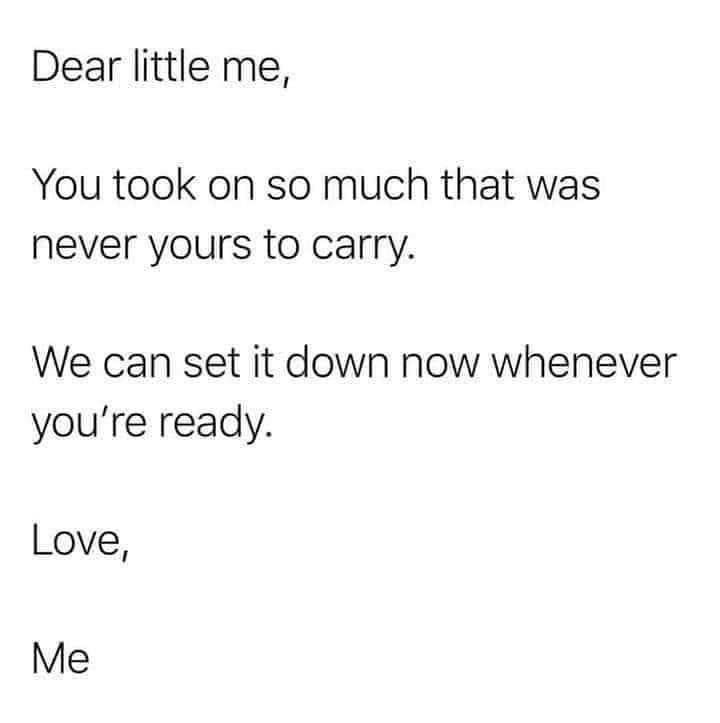 Dear little me,
You took on so much that was
never yours to carry.
We can set it down now whenever
you’re ready.
Love,
Me